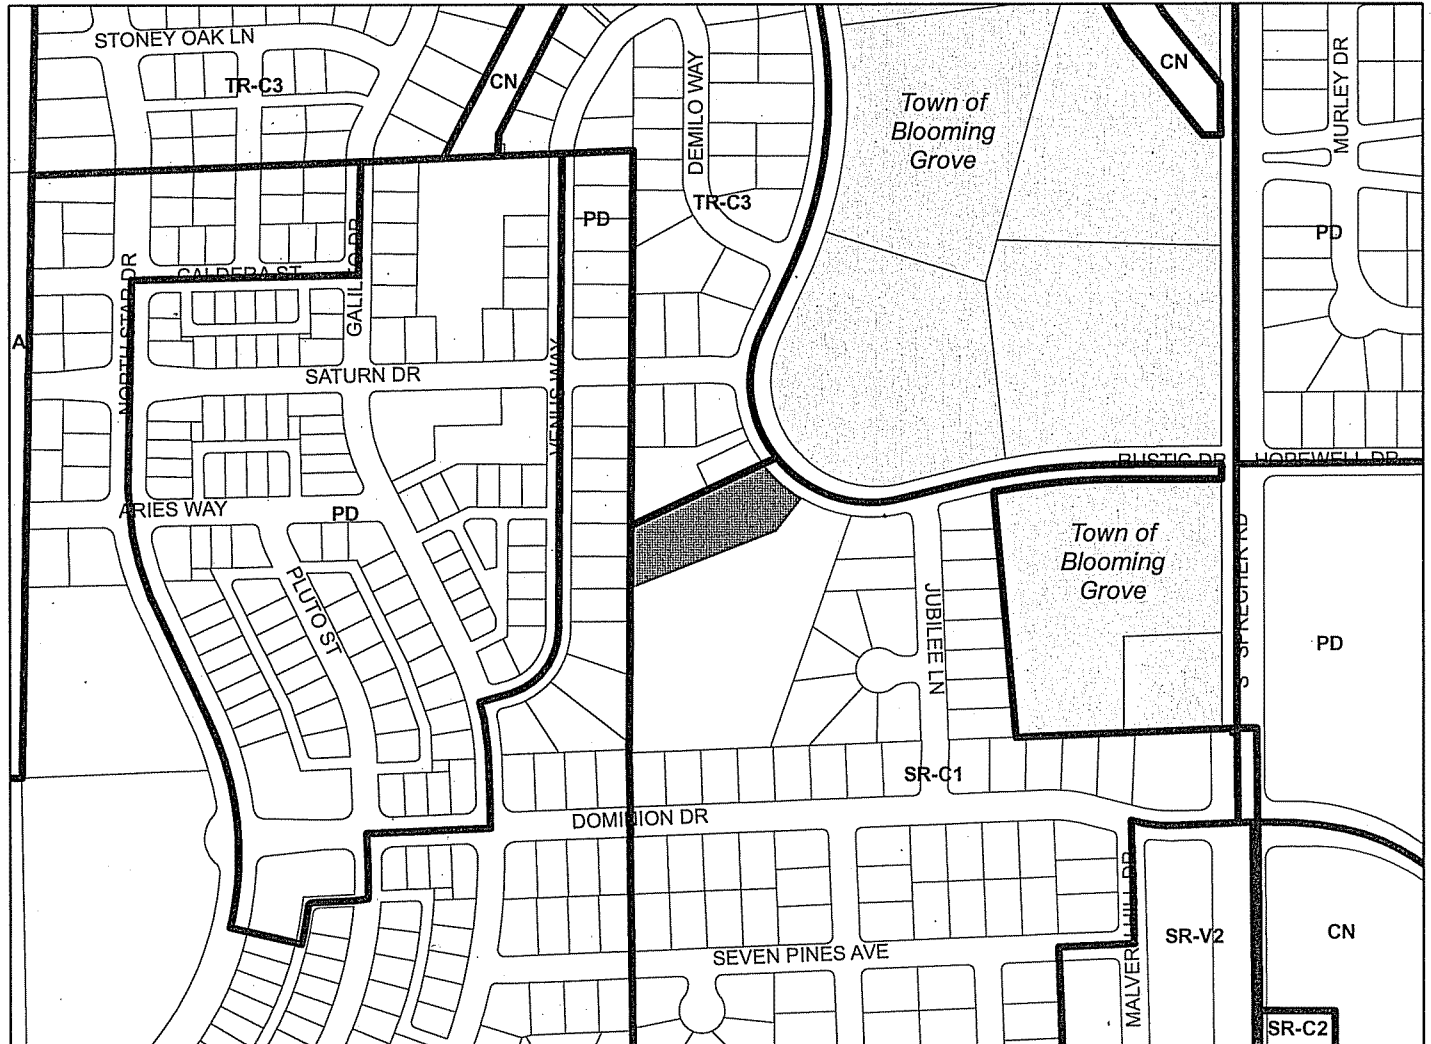 STONEY OAK LN
TR-C3
CN
DEMILO WAY
Town of
Blooming
Grove
CN
MURLEY DR
TR-C3
PD
PD
CALDERA ST
NORTH STAR DR
GALILEO DR
A
SATURN DR
VENUS WAY
RUSTIC DR
HOPEWELL DR
ARIES WAY
PD
Town of
Blooming
Grove
PLUTO ST
JUBILEE LN
S SPRECHER RD
PD
SR-C1
DOMINION DR
MALVERN HILL DR
SR-V2
CN
SEVEN PINES AVE
SR-C2